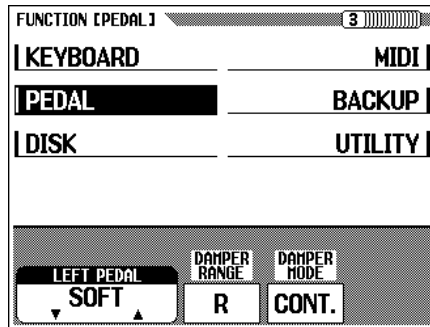 FUNCTION [PEDAL] 3
KEYBOARD MIDI
PEDAL BACKUP
DISK UTILITY
LEFT PEDAL
SOFT
DAMPER
RANGE
R
DAMPER
MODE
CONT.